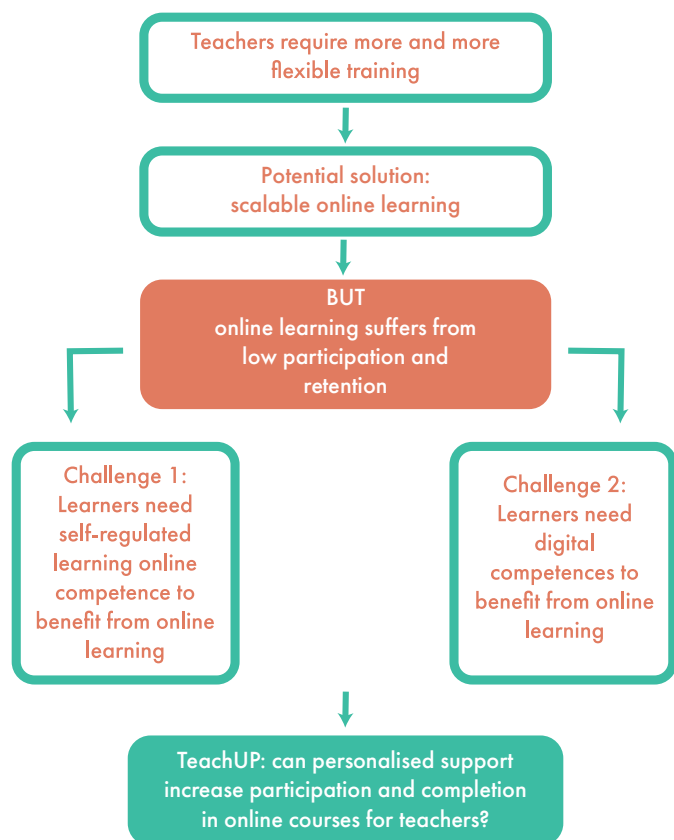 Teachers require more and more
flexible training
Potential solution:
scalable online learning
BUT
online learning suffers from
low participation and
retention
Challenge 1:
Learners need
self-regulated
learning online
competence to
benefit from online
learning
Challenge 2:
Learners need
digital
competences to
benefit from online
learning
TeachUP: can personalised support
increase participation and completion
in online courses for teachers?